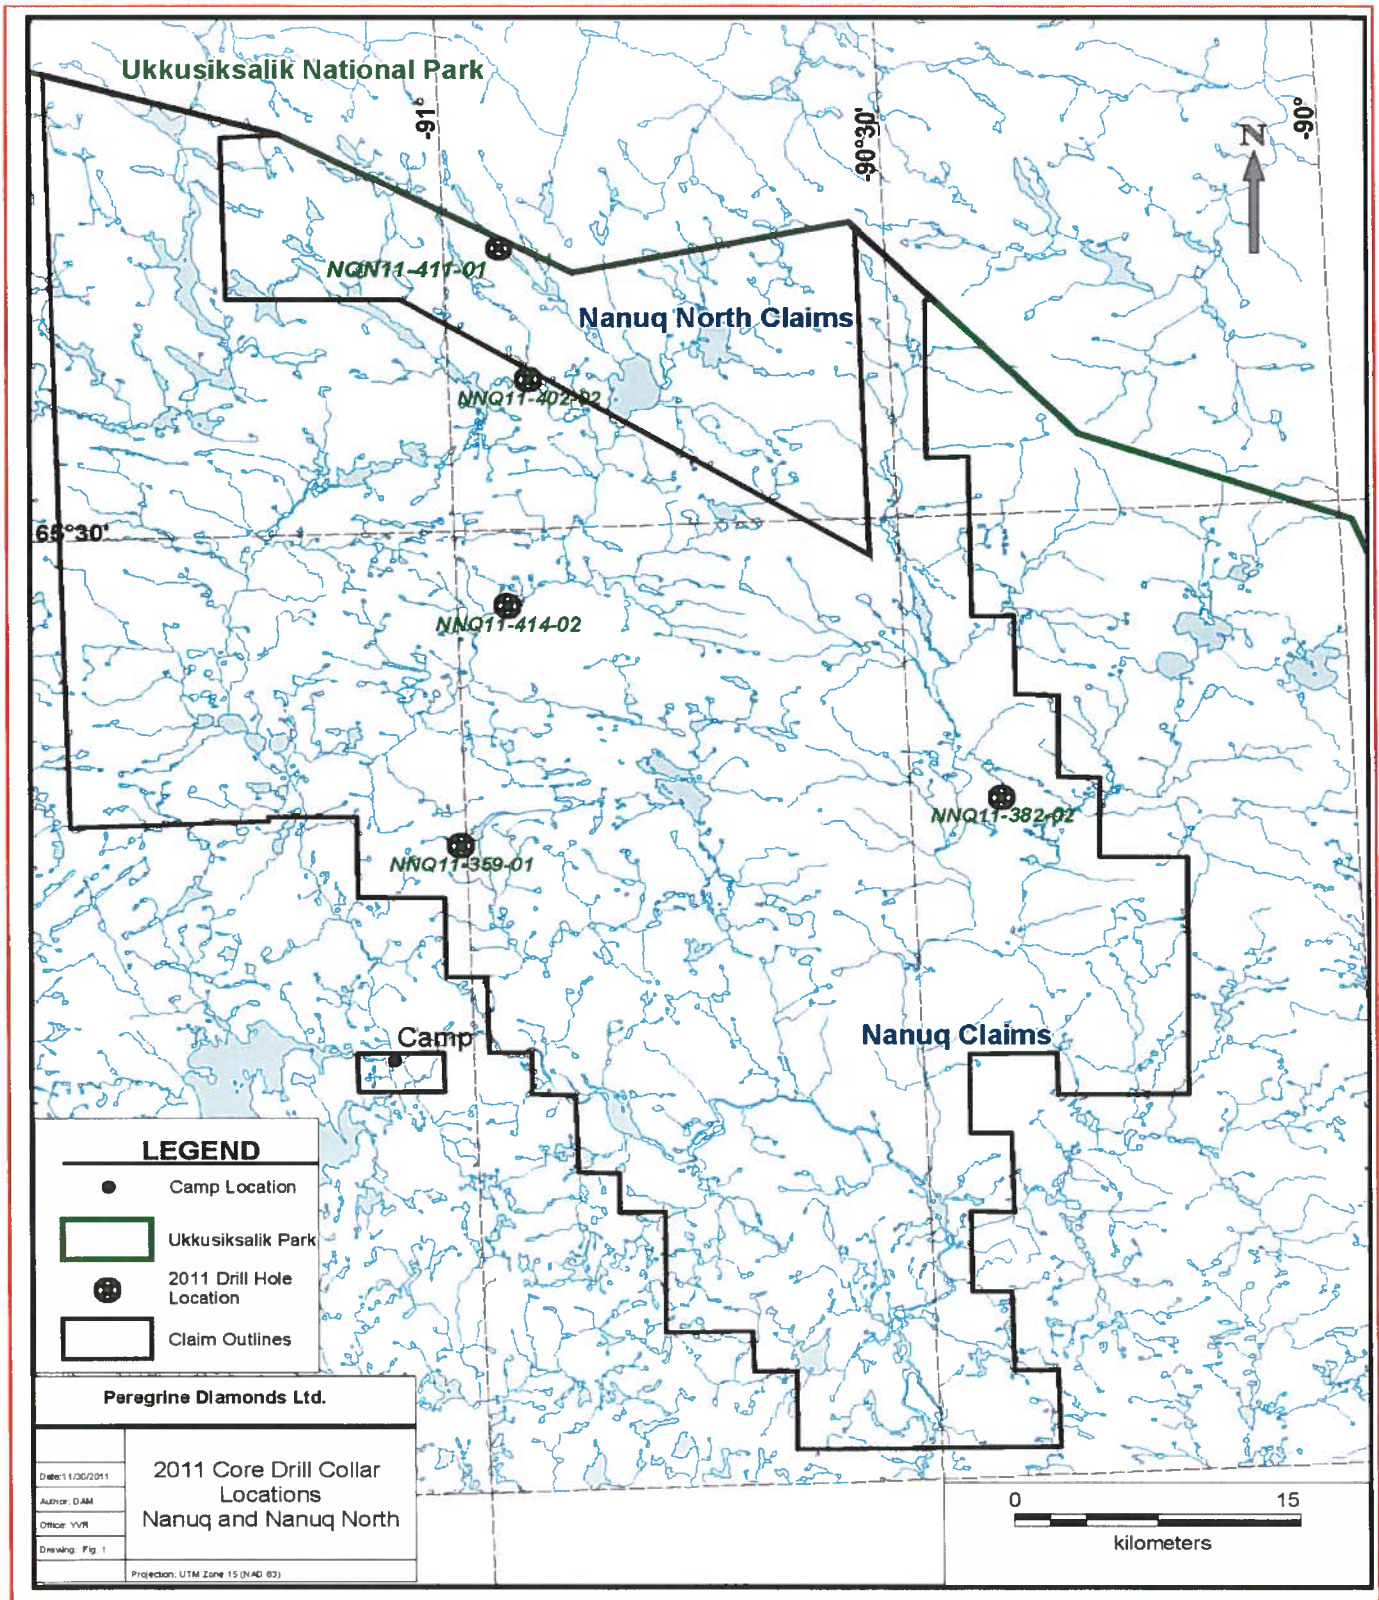 Ukkusiksalik National Park
-91°
-90°30'
-90°
N
NQN11-411-01
Nanuq North Claims
NNQ11-402-02
65°30'
NNQ11-414-02
NNQ11-382-02
NNQ11-359-01
Camp
Nanuq Claims
LEGEND
Camp Location
Ukkusiksalik Park
2011 Drill Hole
Location
Claim Outlines
Peregrine Diamonds Ltd.
Date:11/30/2011
Author: DAM
Office: YVR
Drawing: Fig. 1
2011 Core Drill Collar
Locations
Nanuq and Nanuq North
Projection: UTM Zone 15 (NAD 83)
0 15
kilometers